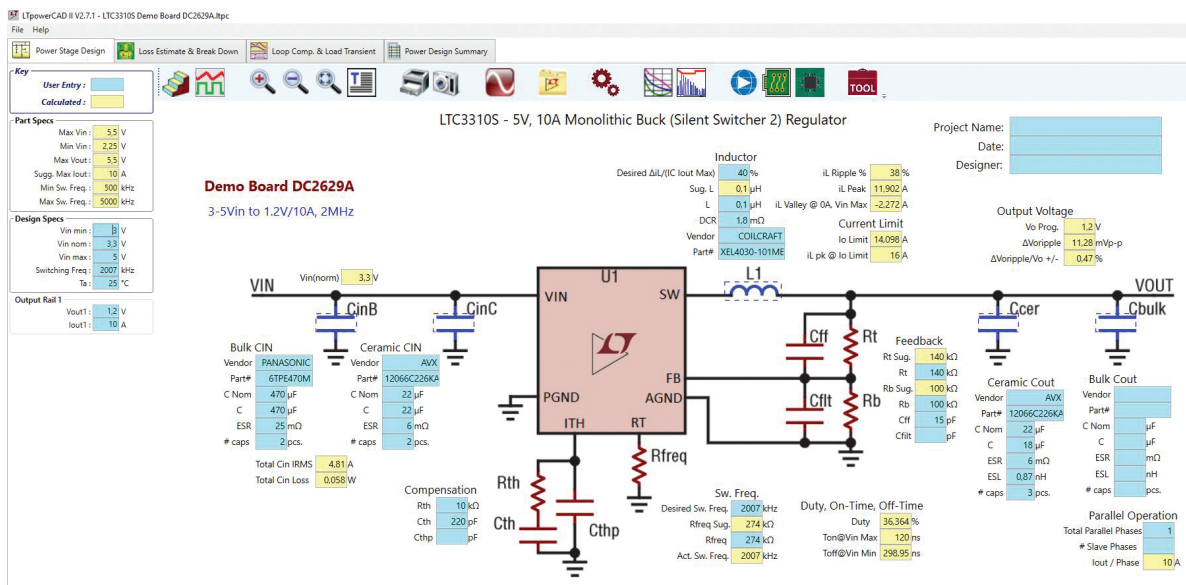 LTpowerCAD II V2.7.1 - LTC3310S Demo Board DC2629A.ltpc
File Help
Power Stage Design Loss Estimate & Break Down Loop Comp. & Load Transient Power Design Summary
Key
User Entry :
Calculated :
TOOL
Part Specs
Max Vin : 5,5 V
Min Vin : 2,25 V
Max Vout : 5,5 V
Sugg. Max Iout : 10 A
Min Sw. Freq. : 500 kHz
Max Sw. Freq. : 5000 kHz
Design Specs
Vin min : 3 V
Vin nom : 3,3 V
Vin max : 5 V
Switching Freq : 2007 kHz
Ta : 25 °C
Output Rail 1
Vout1 : 1,2 V
Iout1 : 10 A
LTC3310S - 5V, 10A Monolithic Buck (Silent Switcher 2) Regulator
Project Name:
Date:
Designer:
Demo Board DC2629A
3-5Vin to 1.2V/10A, 2MHz
Inductor
Desired ΔiL/(IC Iout Max) 40 %
Sug. L 0,1 µH
L 0,1 µH
DCR 1,8 mΩ
Vendor COILCRAFT
Part# XEL4030-101ME
iL Ripple % 38 %
iL Peak 11,902 A
iL Valley @ 0A, Vin Max -2,272 A
Current Limit
Io Limit 14,098 A
iL pk @ Io Limit 16 A
Output Voltage
Vo Prog. 1,2 V
ΔVoripple 11,28 mVp-p
ΔVoripple/Vo +/- 0,47 %
VIN
Vin(norm) 3,3 V
CinB
CinC
U1
VIN
SW
PGND
FB
AGND
ITH
RT
L1
VOUT
Ccer
Cbulk
Cff
Rt
Cflt
Rb
Bulk CIN
Vendor PANASONIC
Part# 6TPE470M
C Nom 470 µF
C 470 µF
ESR 25 mΩ
# caps 2 pcs.
Ceramic CIN
Vendor AVX
Part# 12066C226KA
C Nom 22 µF
C 22 µF
ESR 6 mΩ
# caps 2 pcs.
Total Cin IRMS 4.81 A
Total Cin Loss 0,058 W
Feedback
Rt Sug. 140 kΩ
Rt 140 kΩ
Rb Sug. 100 kΩ
Rb 100 kΩ
Cff 15 pF
Cfilt pF
Ceramic Cout
Vendor AVX
Part# 12066C226KA
C Nom 22 µF
C 18 µF
ESR 6 mΩ
ESL 0,87 nH
# caps 3 pcs.
Bulk Cout
Vendor
Part#
C Nom µF
C µF
ESR mΩ
ESL nH
# caps pcs.
Compensation
Rth 10 kΩ
Cth 220 pF
Cthp pF
Rth
Cth
Cthp
Rfreq
Sw. Freq.
Desired Sw. Freq. 2007 kHz
Rfreq Sug. 274 kΩ
Rfreq 274 kΩ
Act. Sw. Freq. 2007 kHz
Duty, On-Time, Off-Time
Duty 36,364 %
Ton@Vin Max 120 ns
Toff@Vin Min 298.95 ns
Parallel Operation
Total Parallel Phases 1
# Slave Phases
Iout / Phase 10 A